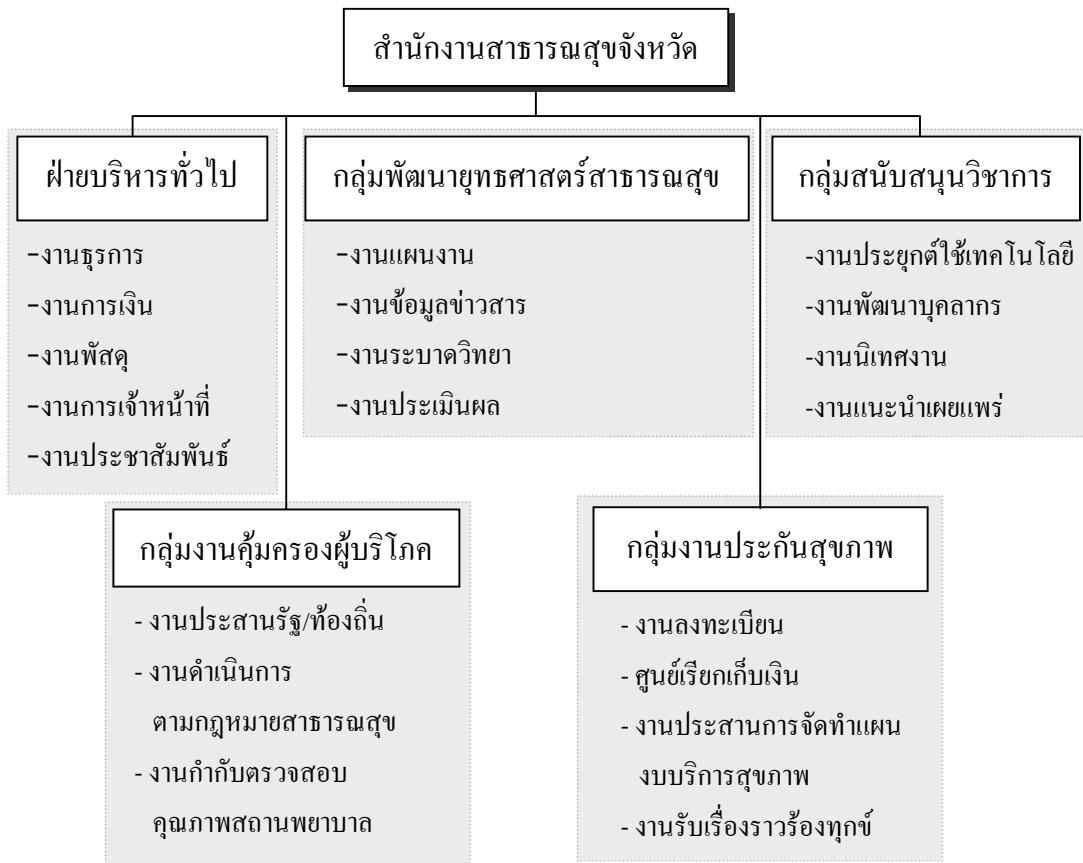 สำนักงานสาธารณสุขจังหวัด
ฝ่ายบริหารทั่วไป
-งานธุรการ
-งานการเงิน
-งานพัสดุ
-งานการเจ้าหน้าที่
-งานประชาสัมพันธ์
กลุ่มพัฒนายุทธศาสตร์สาธารณสุข
-งานแผนงาน
-งานข้อมูลข่าวสาร
-งานระบาดวิทยา
-งานประเมินผล
กลุ่มสนับสนุนวิชาการ
-งานประยุกต์ใช้เทคโนโลยี
-งานพัฒนาบุคลากร
-งานนิเทศงาน
-งานแนะนำเผยแพร่
กลุ่มงานคุ้มครองผู้บริโภค
- งานประสานรัฐ/ท้องถิ่น
- งานดำเนินการ
ตามกฎหมายสาธารณสุข
- งานกำกับตรวจสอบ
คุณภาพสถานพยาบาล
กลุ่มงานประกันสุขภาพ
- งานลงทะเบียน
- ศูนย์เรียกเก็บเงิน
- งานประสานการจัดทำแผน
งบบริการสุขภาพ
- งานรับเรื่องราวร้องทุกข์